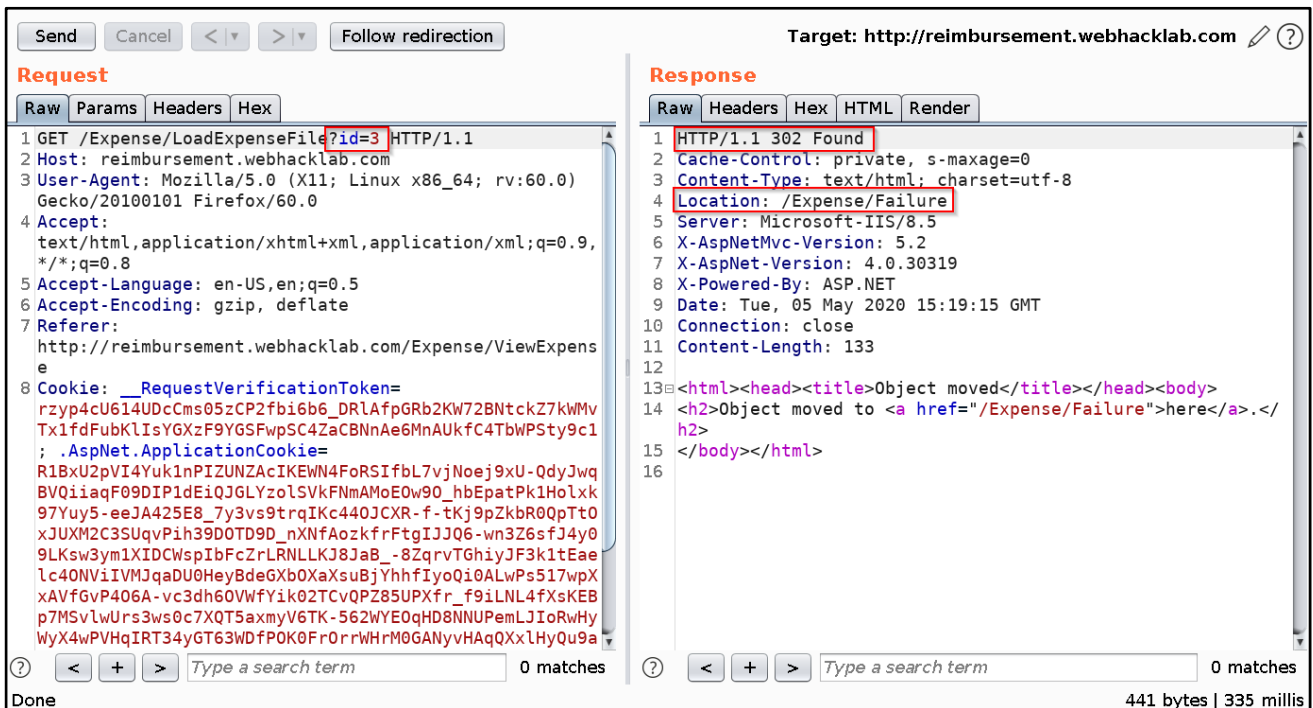 Send Cancel < > Follow redirection Target: http://reimbursement.webhacklab.com ?
Request
Raw Params Headers Hex
1 GET /Expense/LoadExpenseFile?id=3 HTTP/1.1
2 Host: reimbursement.webhacklab.com
3 User-Agent: Mozilla/5.0 (X11; Linux x86_64; rv:60.0)
Gecko/20100101 Firefox/60.0
4 Accept:
text/html,application/xhtml+xml,application/xml;q=0.9,
*/*;q=0.8
5 Accept-Language: en-US,en;q=0.5
6 Accept-Encoding: gzip, deflate
7 Referer:
http://reimbursement.webhacklab.com/Expense/ViewExpens
e
8 Cookie: __RequestVerificationToken=
rzyp4cU614UDcCms05zCP2fbi6b6_DRlAfpGRb2KW72BNtckZ7kWMv
Tx1fdFubKlIsYGXzF9YGSFwpSC4ZaCBNnAe6MnAUkfC4TbWPSty9c1
; .AspNet.ApplicationCookie=
R1BxU2pVI4Yuk1nPIZUNZAcIKEWN4FoRSIfbL7vjNoej9xU-QdyJwq
BVQiiaqF09DIP1dEiQJGLYzolSVkFNmAMoEOw9O_hbEpatPk1Holxk
97Yuy5-eeJA425E8_7y3vs9trqIKc44OJCXR-f-tKj9pZkbR0QpTtO
xJUXM2C3SUqvPih39DOTD9D_nXNfAozkfrFtgIJJQ6-wn3Z6sfJ4y0
9LKsw3ym1XIDCWspIbFcZrLRNLLKJ8JaB_-8ZqrvTGhiyJF3k1tEae
lc4ONViIVMJqaDU0HeyBdeGXbOXaXsuBjYhhfIyoQi0ALwPs517wpX
xAVfGvP4O6A-vc3dh6OVWfYik02TCvQPZ85UPXfr_f9iLNL4fXsKEB
p7MSvlwUrs3ws0c7XQT5axmyV6TK-562WYEOqHD8NNUPemLJIoRwHy
WyX4wPVHqIRT34yGT63WDfPOK0FrOrrWHrM0GANyvHAqQXxlHyQu9a
? < + > Type a search term 0 matches
Done
Response
Raw Headers Hex HTML Render
1 HTTP/1.1 302 Found
2 Cache-Control: private, s-maxage=0
3 Content-Type: text/html; charset=utf-8
4 Location: /Expense/Failure
5 Server: Microsoft-IIS/8.5
6 X-AspNetMvc-Version: 5.2
7 X-AspNet-Version: 4.0.30319
8 X-Powered-By: ASP.NET
9 Date: Tue, 05 May 2020 15:19:15 GMT
10 Connection: close
11 Content-Length: 133
12
13 <html><head><title>Object moved</title></head><body>
14 <h2>Object moved to <a href="/Expense/Failure">here</a>.</
h2>
15 </body></html>
16
? < + > Type a search term 0 matches
441 bytes | 335 millis